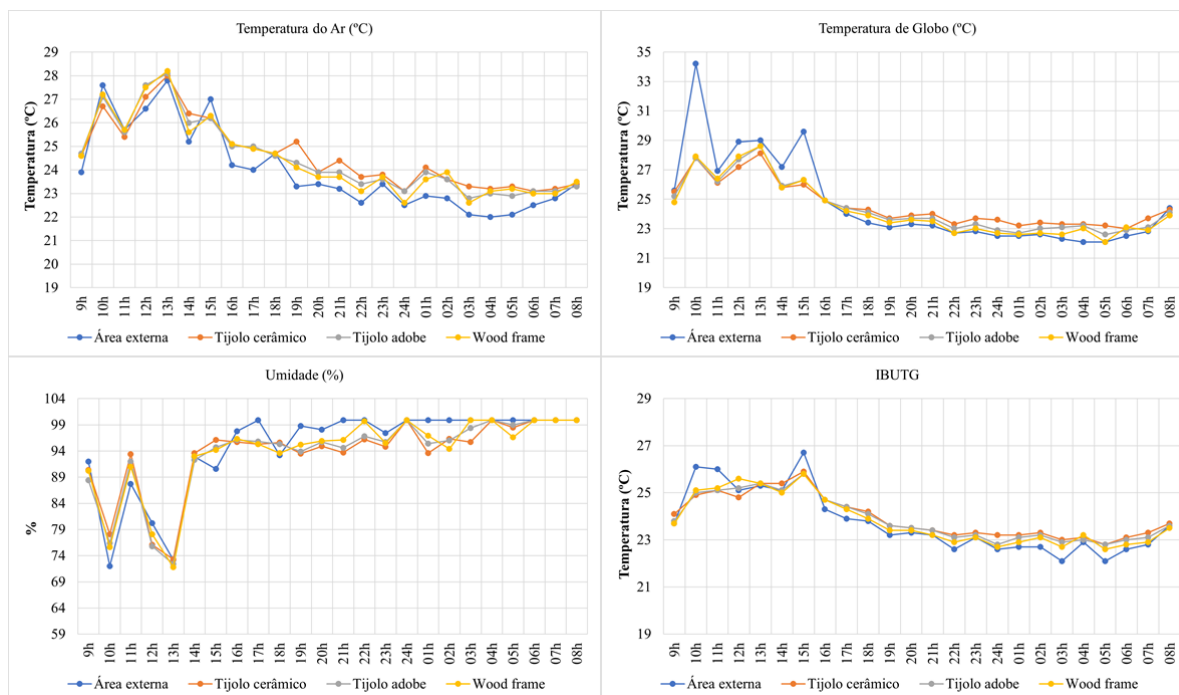 Temperatura do Ar (ºC)
Temperatura (ºC)
29
28
27
26
25
24
23
22
21
20
19
9h 10h 11h 12h 13h 14h 15h 16h 17h 18h 19h 20h 21h 22h 23h 24h 01h 02h 03h 04h 05h 06h 07h 08h
Área externa Tijolo cerâmico Tijolo adobe Wood frame
Temperatura de Globo (ºC)
Temperatura (ºC)
35
33
31
29
27
25
23
21
19
9h 10h 11h 12h 13h 14h 15h 16h 17h 18h 19h 20h 21h 22h 23h 24h 01h 02h 03h 04h 05h 06h 07h 08h
Área externa Tijolo cerâmico Tijolo adobe Wood frame
Umidade (%)
%
104
99
94
89
84
79
74
69
64
59
9h 10h 11h 12h 13h 14h 15h 16h 17h 18h 19h 20h 21h 22h 23h 24h 01h 02h 03h 04h 05h 06h 07h 08h
Área externa Tijolo cerâmico Tijolo adobe Wood frame
IBUTG
Temperatura (ºC)
29
27
25
23
21
19
9h 10h 11h 12h 13h 14h 15h 16h 17h 18h 19h 20h 21h 22h 23h 24h 01h 02h 03h 04h 05h 06h 07h 08h
Área externa Tijolo cerâmico Tijolo adobe Wood frame